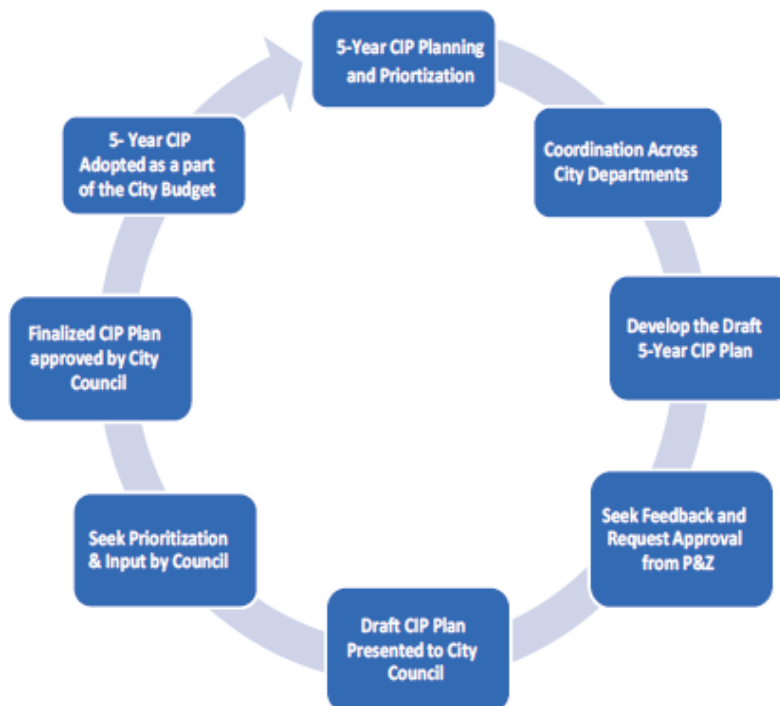 5-Year CIP Planning
and Priortization
Coordination Across
City Departments
Develop the Draft
5-Year CIP Plan
Seek Feedback and
Request Approval
from P&Z
Draft CIP Plan
Presented to City
Council
Seek Prioritization
& Input by Council
Finalized CIP Plan
approved by City
Council
5- Year CIP
Adopted as a part
of the City Budget